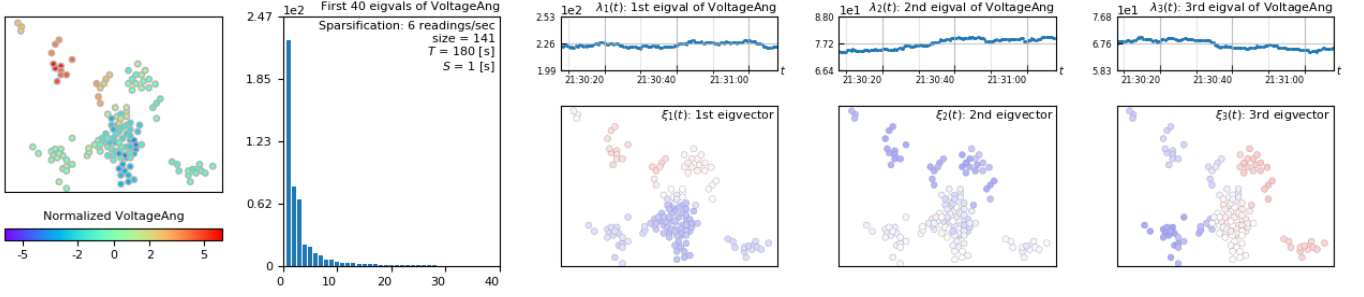 Normalized VoltageAng
-5 -2 0 2 5
First 40 eigvals of VoltageAng
2.47 1e2
Sparsification: 6 readings/sec
size = 141
T = 180 [s]
S = 1 [s]
1.85
1.23
0.62
0
0 10 20 30 40
λ₁(t): 1st eigval of VoltageAng
2.53 1e2
2.26
1.99
21:30:20 21:30:40 21:31:00 t
ξ₁(t): 1st eigvector
λ₂(t): 2nd eigval of VoltageAng
8.80 1e1
7.72
6.64
21:30:20 21:30:40 21:31:00 t
ξ₂(t): 2nd eigvector
λ₃(t): 3rd eigval of VoltageAng
7.68 1e1
6.76
5.83
21:30:20 21:30:40 21:31:00 t
ξ₃(t): 3rd eigvector